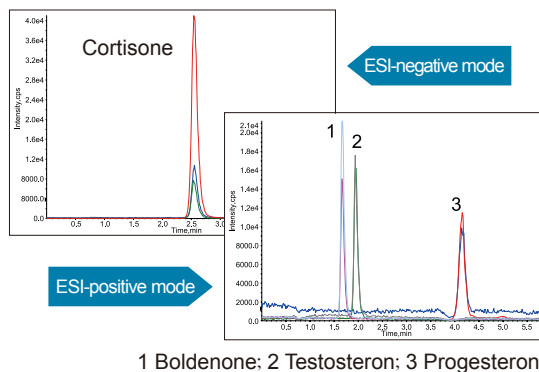 Cortisone
Intensity,cps
4.0e4
3.6e4
3.2e4
2.8e4
2.4e4
2.0e4
1.6e4
1.2e4
8000.0
4000.0
0.0
0.5 1.0 1.5 2.0 2.5 3.0
Time,min
ESI-negative mode
ESI-positive mode
Intensity,cps
2.1e4
2.0e4
1.8e4
1.6e4
1.4e4
1.2e4
1.0e4
8000.0
6000.0
4000.0
2000.0
0.0
1
2
3
0.5 1.0 1.5 2.0 2.5 3.0 3.5 4.0 4.5 5.0 5.5
Time,min
1 Boldenone; 2 Testosteron; 3 Progesteron